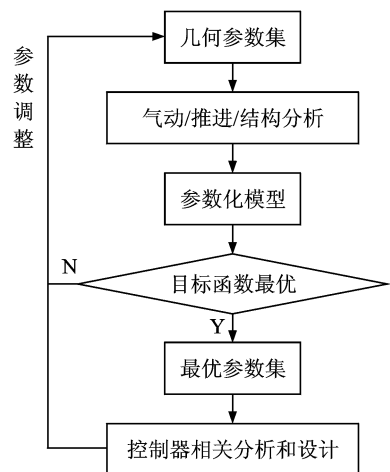 几何参数集
参数调整
气动/推进/结构分析
参数化模型
N
目标函数最优
Y
最优参数集
控制器相关分析和设计